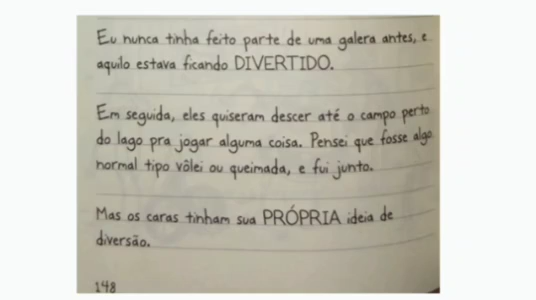 Eu nunca tinha feito parte de uma galera antes, e
aquilo estava ficando DIVERTIDO.
Em seguida, eles quiseram descer até o campo perto
do lago pra jogar alguma coisa. Pensei que fosse algo
normal tipo vôlei ou queimada, e fui junto.
Mas os caras tinham sua PRÓPRIA ideia de
diversão.
148